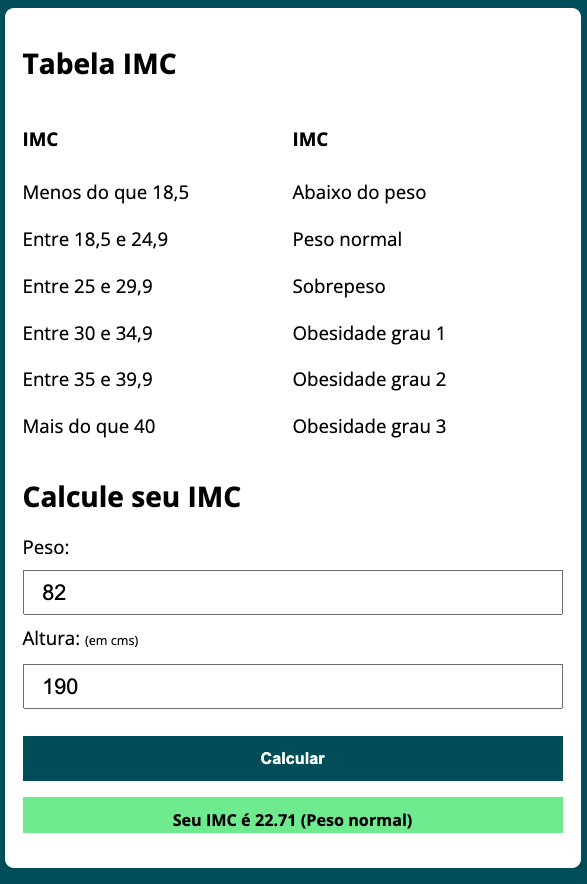 Tabela IMC
IMC IMC
Menos do que 18,5 Abaixo do peso
Entre 18,5 e 24,9 Peso normal
Entre 25 e 29,9 Sobrepeso
Entre 30 e 34,9 Obesidade grau 1
Entre 35 e 39,9 Obesidade grau 2
Mais do que 40 Obesidade grau 3
Calcule seu IMC
Peso:
82
Altura: (em cms)
190
Calcular
Seu IMC é 22.71 (Peso normal)